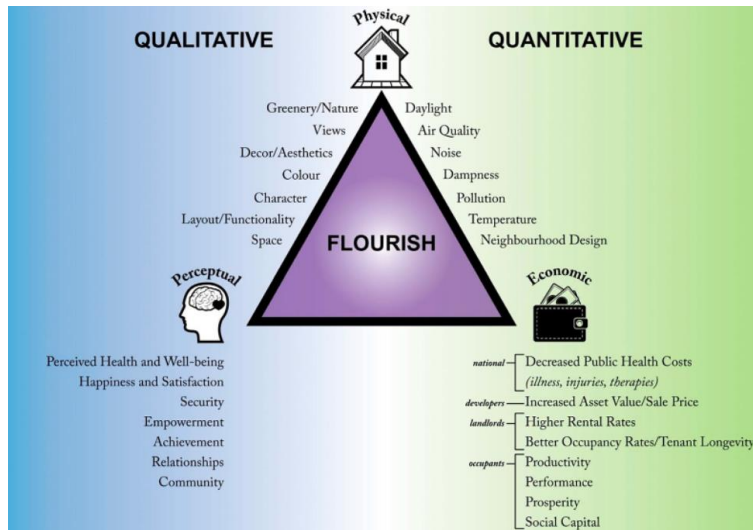 Physical
QUALITATIVE
QUANTITATIVE
Greenery/Nature
Views
Decor/Aesthetics
Colour
Character
Layout/Functionality
Space
Daylight
Air Quality
Noise
Dampness
Pollution
Temperature
Neighbourhood Design
FLOURISH
Perceptual
Perceived Health and Well-being
Happiness and Satisfaction
Security
Empowerment
Achievement
Relationships
Community
Economic
national Decreased Public Health Costs
(illness, injuries, therapies)
developers Increased Asset Value/Sale Price
landlords Higher Rental Rates
Better Occupancy Rates/Tenant Longevity
occupants Productivity
Performance
Prosperity
Social Capital